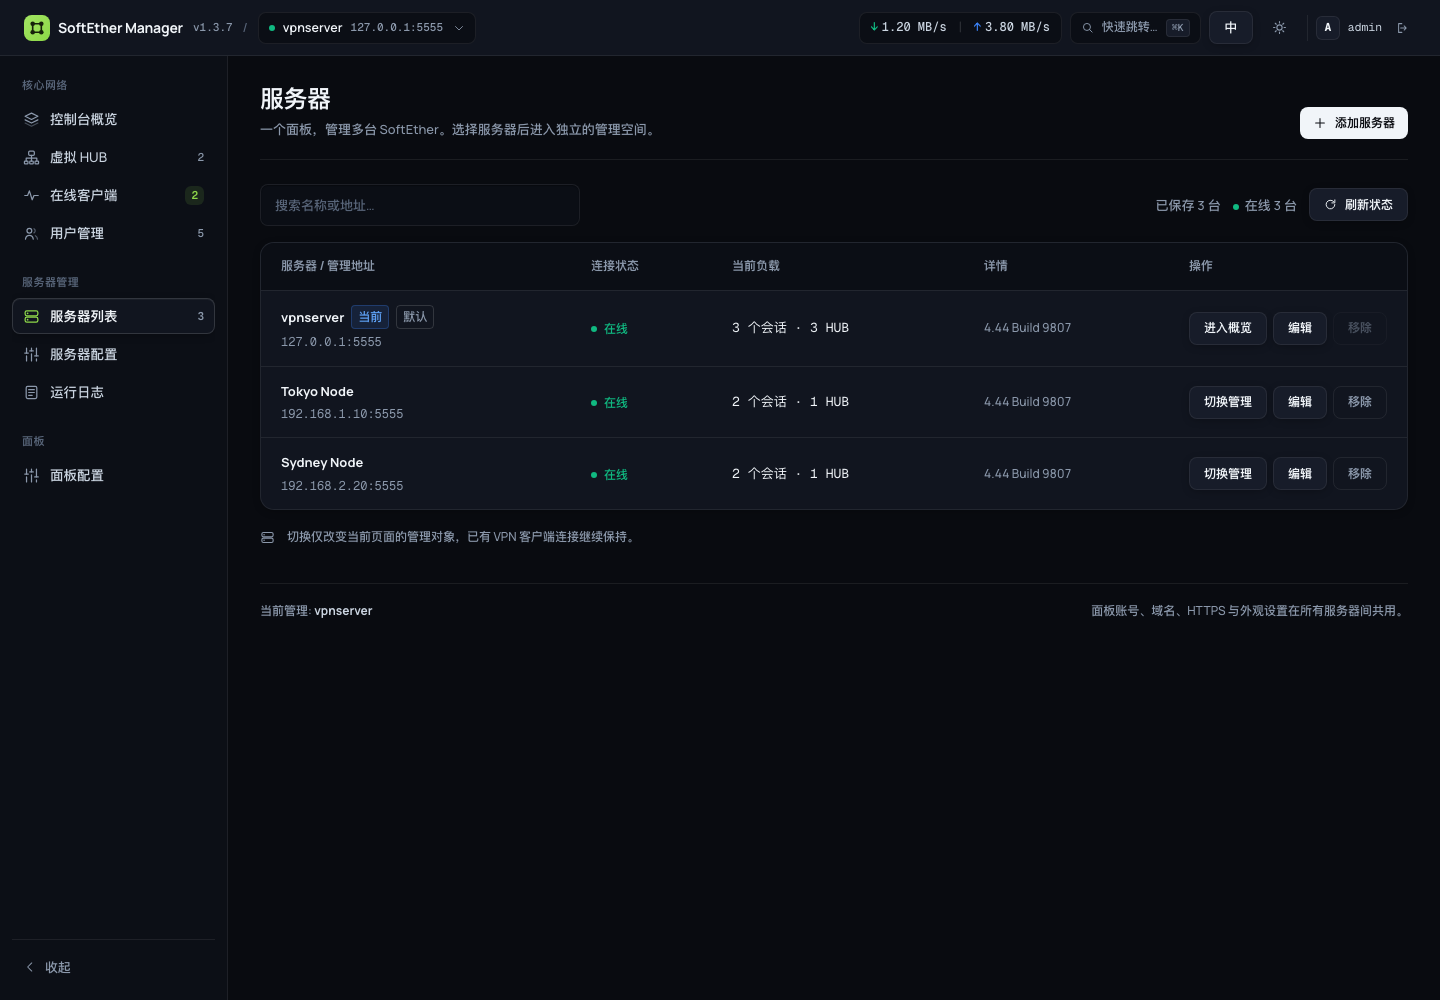 SoftEther Manager v1.3.7 / vpnserver 127.0.0.1:5555
↓1.20 MB/s | ↑3.80 MB/s 快速跳转... ⌘K 中 A admin
核心网络
控制台概览
虚拟 HUB 2
在线客户端 2
用户管理 5
服务器管理
服务器列表 3
服务器配置
运行日志
面板
面板配置
收起
服务器
一个面板，管理多台 SoftEther。选择服务器后进入独立的管理空间。
+ 添加服务器
搜索名称或地址...
已保存 3 台 在线 3 台 刷新状态
服务器 / 管理地址 连接状态 当前负载 详情 操作
vpnserver 当前 默认
127.0.0.1:5555
在线 3 个会话 · 3 HUB 4.44 Build 9807 进入概览 编辑 移除
Tokyo Node
192.168.1.10:5555
在线 2 个会话 · 1 HUB 4.44 Build 9807 切换管理 编辑 移除
Sydney Node
192.168.2.20:5555
在线 2 个会话 · 1 HUB 4.44 Build 9807 切换管理 编辑 移除
切换仅改变当前页面的管理对象，已有 VPN 客户端连接继续保持。
当前管理: vpnserver
面板账号、域名、HTTPS 与外观设置在所有服务器间共用。